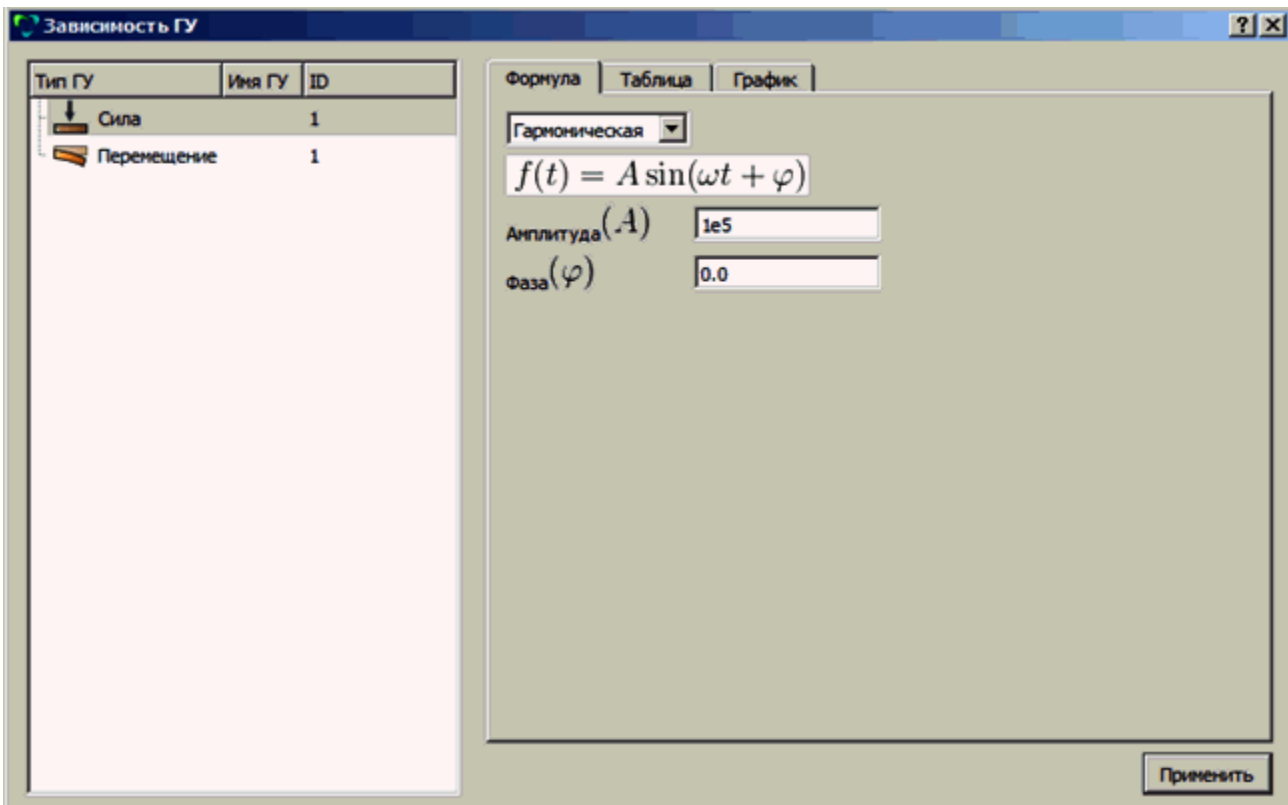 Зависимость ГУ
Тип ГУ Имя ГУ ID
Сила 1
Перемещение 1
Формула Таблица График
Гармоническая
f(t) = A sin(ωt + φ)
Амплитуда(A) 1e5
Фаза(φ) 0.0
Применить